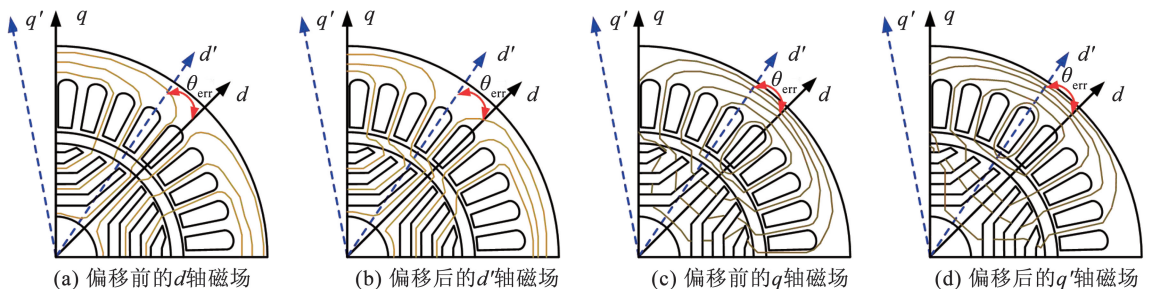 q′ q d′ θerr d
q′ q d′ θerr d
q′ q d′ θerr d
q′ q d′ θerr d
(a) 偏移前的d轴磁场
(b) 偏移后的d′轴磁场
(c) 偏移前的q轴磁场
(d) 偏移后的q′轴磁场